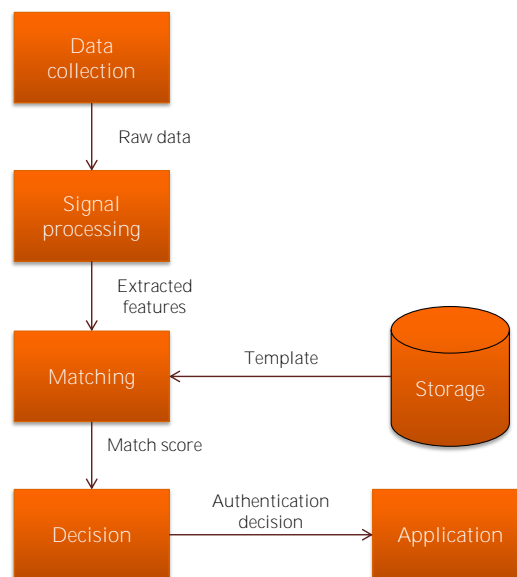 Data
collection
Raw data
Signal
processing
Extracted
features
Matching
Template
Storage
Match score
Decision
Authentication
decision
Application